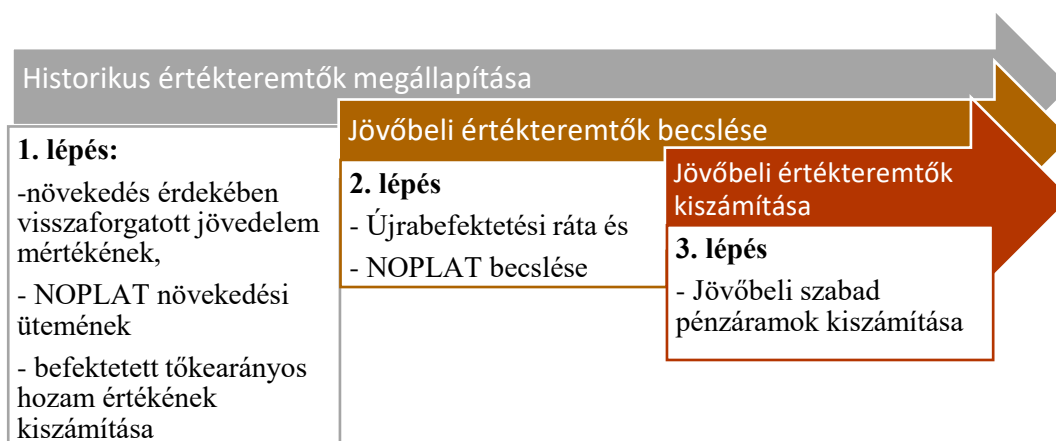 Historikus értékteremtők megállapítása
1. lépés:
-növekedés érdekében
visszaforgatott jövedelem
mértékének,
- NOPLAT növekedési
ütemének
- befektetett tőkearányos
hozam értékének
kiszámítása
Jövőbeli értékteremtők becslése
2. lépés
- Újrabefektetési ráta és
- NOPLAT becslése
Jövőbeli értékteremtők
kiszámítása
3. lépés
- Jövőbeli szabad
pénzáramok kiszámítása